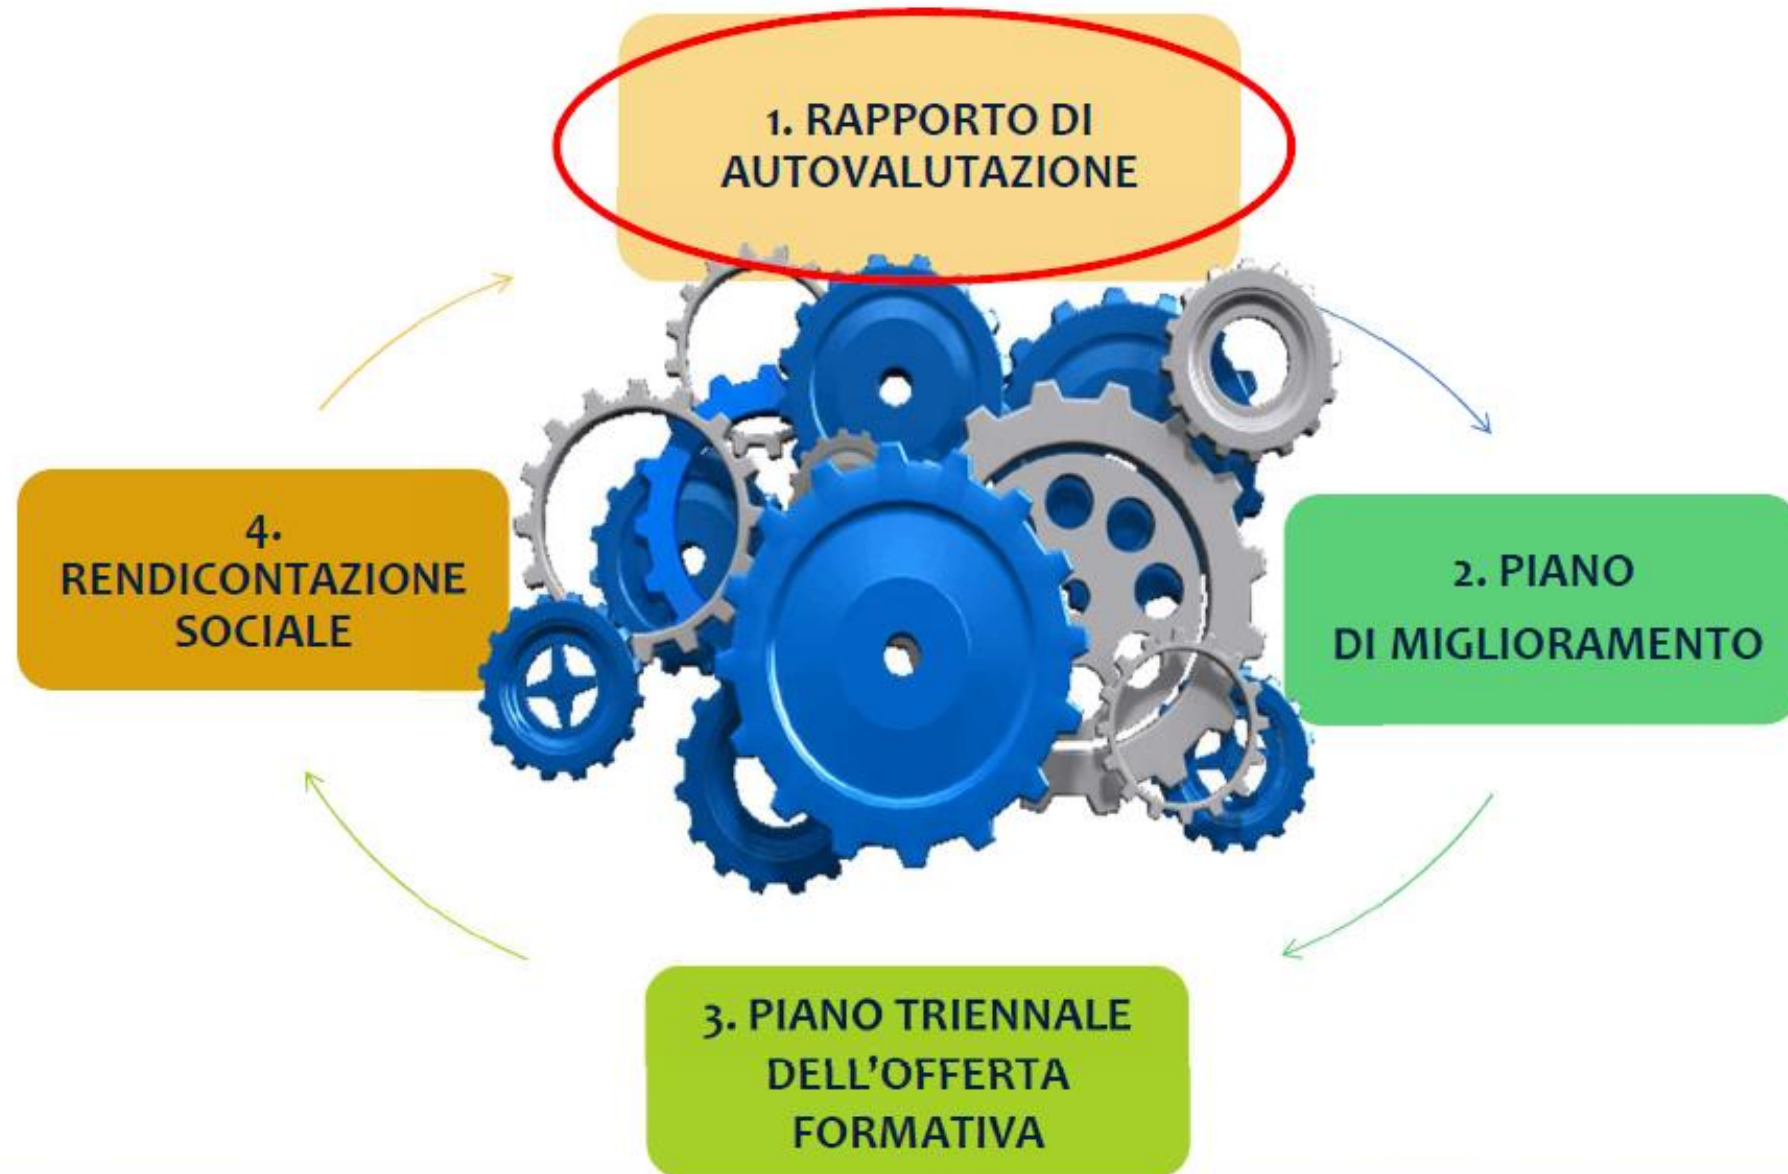 1. RAPPORTO DI
AUTOVALUTAZIONE
2. PIANO
DI MIGLIORAMENTO
3. PIANO TRIENNALE
DELL’OFFERTA
FORMATIVA
4.
RENDICONTAZIONE
SOCIALE